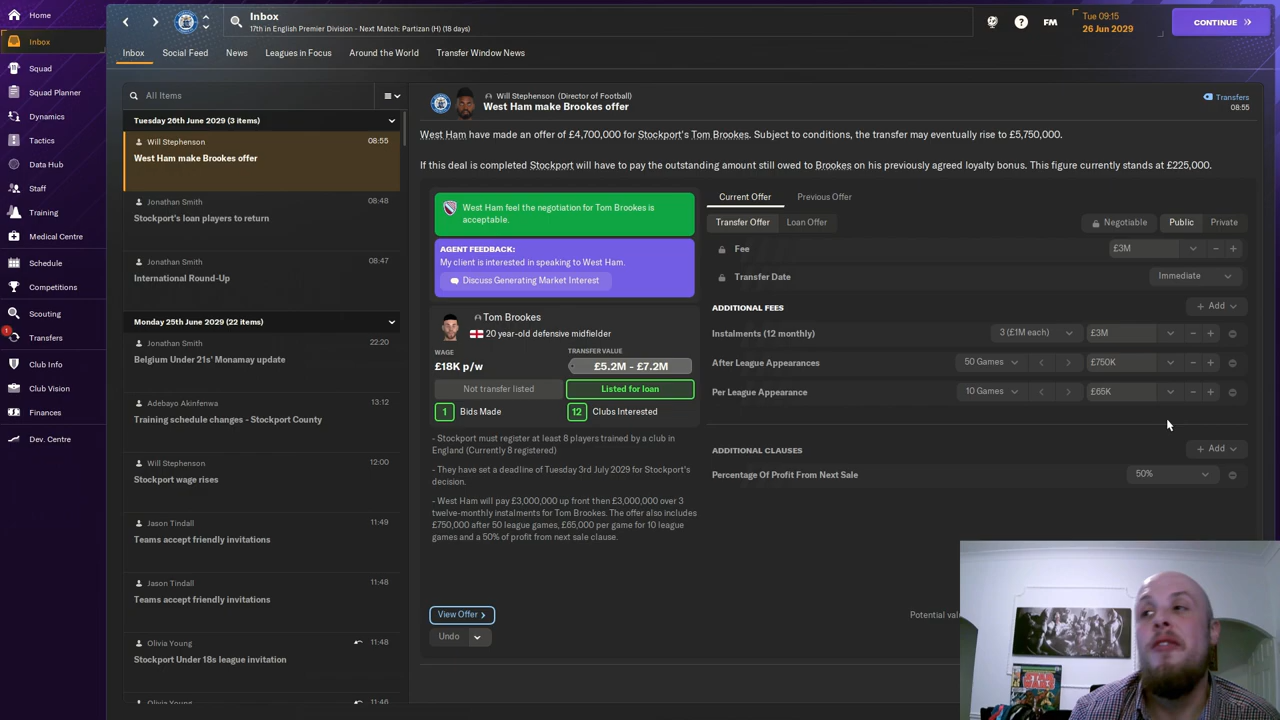 Home
Inbox
Squad
Squad Planner
Dynamics
Tactics
Data Hub
Staff
Training
Medical Centre
Schedule
Competitions
Scouting
Transfers
Club Info
Club Vision
Finances
Dev. Centre
Inbox
17th in English Premier Division - Next Match: Partizan (H) (18 days)
FM
Tue 09:15
26 Jun 2029
CONTINUE
Inbox
Social Feed
News
Leagues in Focus
Around the World
Transfer Window News
All Items
Tuesday 26th June 2029 (3 items)
Will Stephenson 08:55
West Ham make Brookes offer
Jonathan Smith 08:48
Stockport's loan players to return
Jonathan Smith 08:47
International Round-Up
Monday 25th June 2029 (22 items)
Jonathan Smith 22:20
Belgium Under 21s' Monamay update
Adebayo Akinfenwa 13:12
Training schedule changes - Stockport County
Will Stephenson 12:00
Stockport wage rises
Jason Tindall 11:49
Teams accept friendly invitations
Jason Tindall 11:48
Teams accept friendly invitations
Olivia Young 11:48
Stockport Under 18s league invitation
Olivia Young 11:46
Will Stephenson (Director of Football)
West Ham make Brookes offer
Transfers
08:55
West Ham have made an offer of £4,700,000 for Stockport's Tom Brookes. Subject to conditions, the transfer may eventually rise to £5,750,000.
If this deal is completed Stockport will have to pay the outstanding amount still owed to Brookes on his previously agreed loyalty bonus. This figure currently stands at £225,000.
West Ham feel the negotiation for Tom Brookes is
acceptable.
AGENT FEEDBACK:
My client is interested in speaking to West Ham.
Discuss Generating Market Interest
Tom Brookes
20 year-old defensive midfielder
WAGE
£18K p/w
TRANSFER VALUE
£5.2M - £7.2M
Not transfer listed
Listed for loan
1 Bids Made
12 Clubs Interested
- Stockport must register at least 8 players trained by a club in
England (Currently 8 registered)
- They have set a deadline of Tuesday 3rd July 2029 for Stockport's
decision.
- West Ham will pay £3,000,000 up front then £3,000,000 over 3
twelve-monthly instalments for Tom Brookes. The offer also includes
£750,000 after 50 league games, £65,000 per game for 10 league
games and a 50% of profit from next sale clause.
View Offer
Undo
Current Offer
Previous Offer
Transfer Offer
Loan Offer
Negotiable
Public
Private
Fee £3M
Transfer Date Immediate
ADDITIONAL FEES
Add
Instalments (12 monthly) 3 (£1M each) £3M
After League Appearances 50 Games £750K
Per League Appearance 10 Games £65K
ADDITIONAL CLAUSES
Add
Percentage Of Profit From Next Sale 50%
Potential